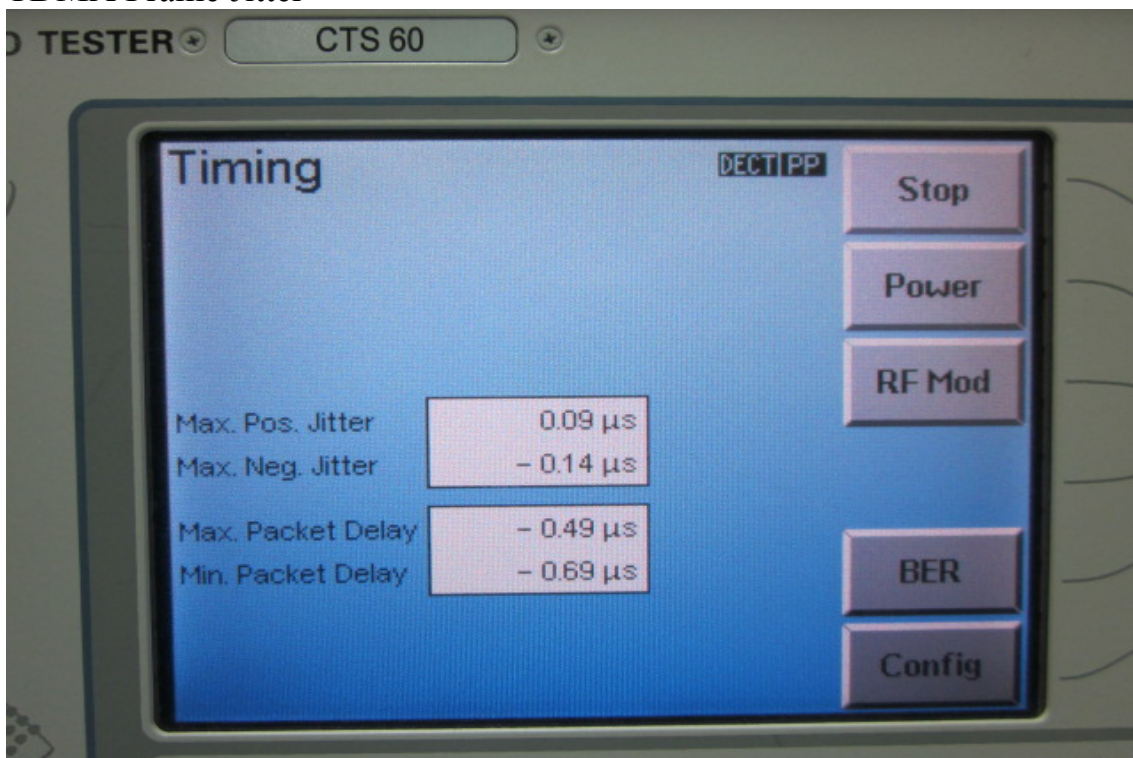 TESTER
CTS 60
Timing
DECT PP
Stop
Power
RF Mod
Max. Pos. Jitter 0.09 µs
Max. Neg. Jitter – 0.14 µs
Max. Packet Delay – 0.49 µs
Min. Packet Delay – 0.69 µs
BER
Config